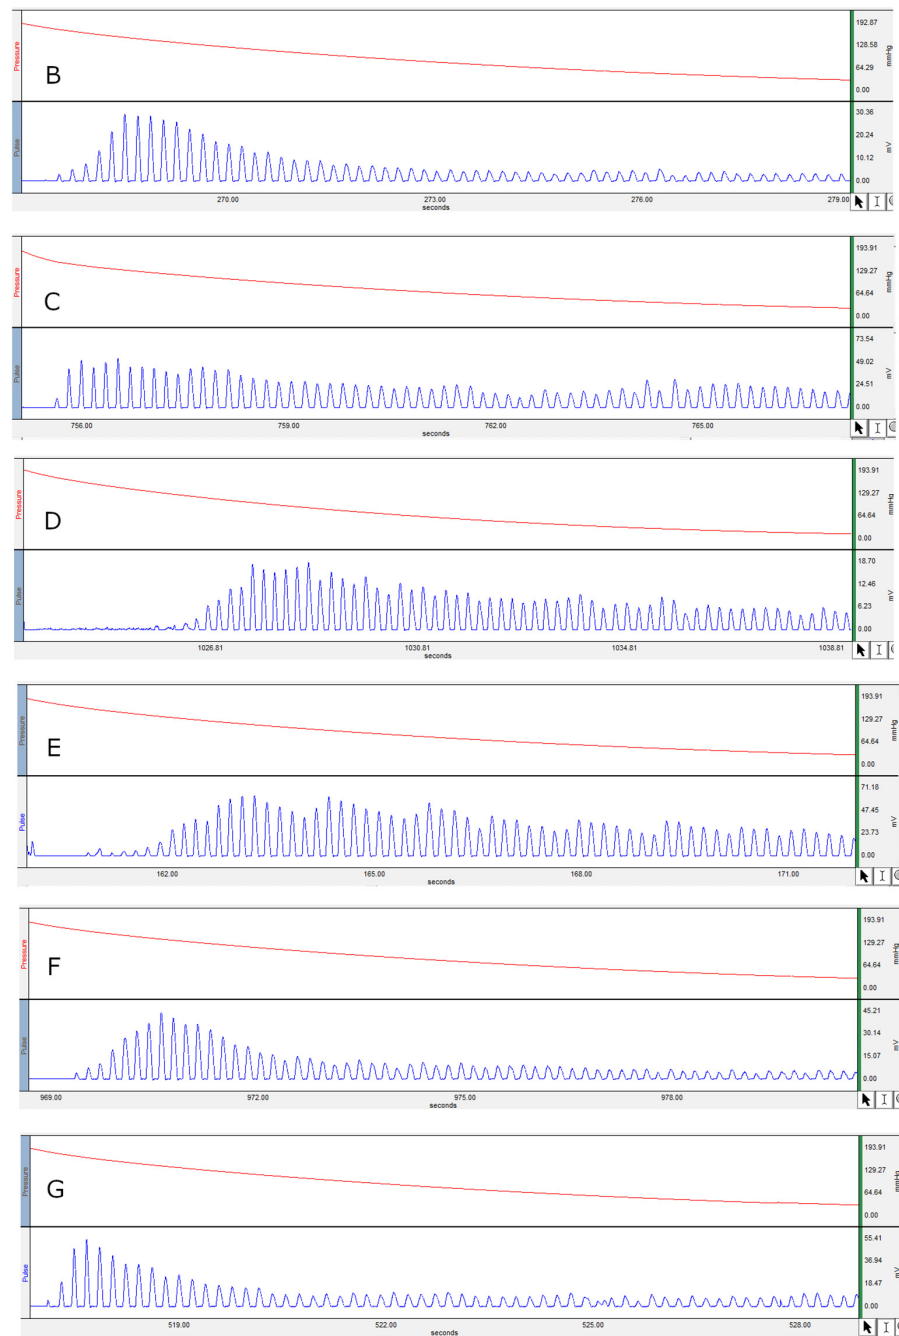 Pressure
B
192.87
128.58
64.29
0.00
mmHg
Pulse
30.36
20.24
10.12
0.00
mV
270.00 273.00 276.00 279.00
seconds
Pressure
C
193.91
129.27
64.64
0.00
mmHg
Pulse
73.54
49.02
24.51
0.00
mV
756.00 759.00 762.00 765.00
seconds
Pressure
D
193.91
129.27
64.64
0.00
mmHg
Pulse
18.70
12.46
6.23
0.00
mV
1026.81 1030.81 1034.81 1038.81
seconds
Pressure
E
193.91
129.27
64.64
0.00
mmHg
Pulse
71.18
47.45
23.73
0.00
mV
162.00 165.00 168.00 171.00
seconds
Pressure
F
193.91
129.27
64.64
0.00
mmHg
Pulse
45.21
30.14
15.07
0.00
mV
969.00 972.00 975.00 978.00
seconds
Pressure
G
193.91
129.27
64.64
0.00
mmHg
Pulse
55.41
36.94
18.47
0.00
mV
519.00 522.00 525.00 528.00
seconds